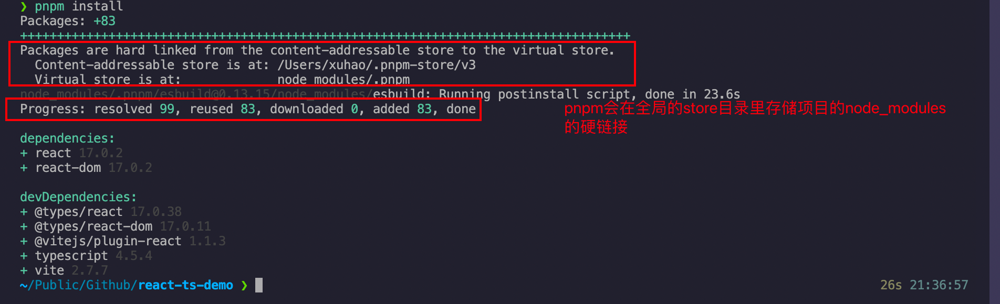 ❯ pnpm install
Packages: +83
+++++++++++++++++++++++++++++++++++++++++++++++++++++++++++++++++++++++++++++++++++
Packages are hard linked from the content-addressable store to the virtual store.
Content-addressable store is at: /Users/xuhao/.pnpm-store/v3
Virtual store is at: node_modules/.pnpm
node_modules/.pnpm/esbuild@0.13.15/node_modules/esbuild: Running postinstall script, done in 23.6s
Progress: resolved 99, reused 83, downloaded 0, added 83, done
pnpm会在全局的store目录里存储项目的node_modules
的硬链接
dependencies:
+ react 17.0.2
+ react-dom 17.0.2
devDependencies:
+ @types/react 17.0.38
+ @types/react-dom 17.0.11
+ @vitejs/plugin-react 1.1.3
+ typescript 4.5.4
+ vite 2.7.7
~/Public/Github/react-ts-demo ❯ 26s 21:36:57